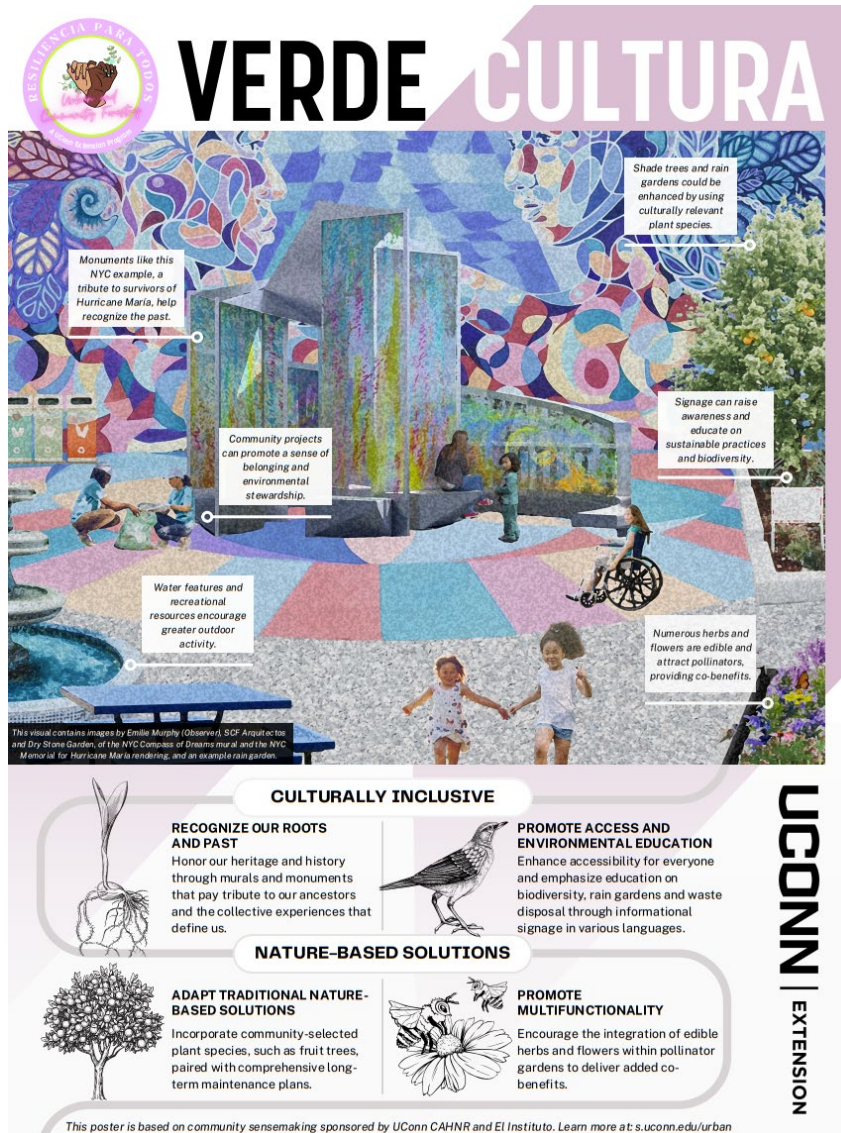 RESILIENCIA PARA TODOS
Urban and
Community Forestry
A UConn Extension Program
VERDE CULTURA
Shade trees and rain
gardens could be
enhanced by using
culturally relevant
plant species.
Monuments like this
NYC example, a
tribute to survivors of
Hurricane María, help
recognize the past.
Signage can raise
awareness and
educate on
sustainable practices
and biodiversity.
Community projects
can promote a sense of
belonging and
environmental
stewardship.
Water features and
recreational
resources encourage
greater outdoor
activity.
Numerous herbs and
flowers are edible and
attract pollinators,
providing co-benefits.
This visual contains images by Emilie Murphy (Observer), SCF Arquitectos
and Dry Stone Garden, of the NYC Compass of Dreams mural and the NYC
Memorial for Hurricane María rendering, and an example rain garden.
CULTURALLY INCLUSIVE
RECOGNIZE OUR ROOTS
AND PAST
Honor our heritage and history
through murals and monuments
that pay tribute to our ancestors
and the collective experiences that
define us.
PROMOTE ACCESS AND
ENVIRONMENTAL EDUCATION
Enhance accessibility for everyone
and emphasize education on
biodiversity, rain gardens and waste
disposal through informational
signage in various languages.
NATURE-BASED SOLUTIONS
ADAPT TRADITIONAL NATURE-
BASED SOLUTIONS
Incorporate community-selected
plant species, such as fruit trees,
paired with comprehensive long-
term maintenance plans.
PROMOTE
MULTIFUNCTIONALITY
Encourage the integration of edible
herbs and flowers within pollinator
gardens to deliver added co-
benefits.
UCONN | EXTENSION
This poster is based on community sensemaking sponsored by UConn CAHNR and El Instituto. Learn more at: s.uconn.edu/urban